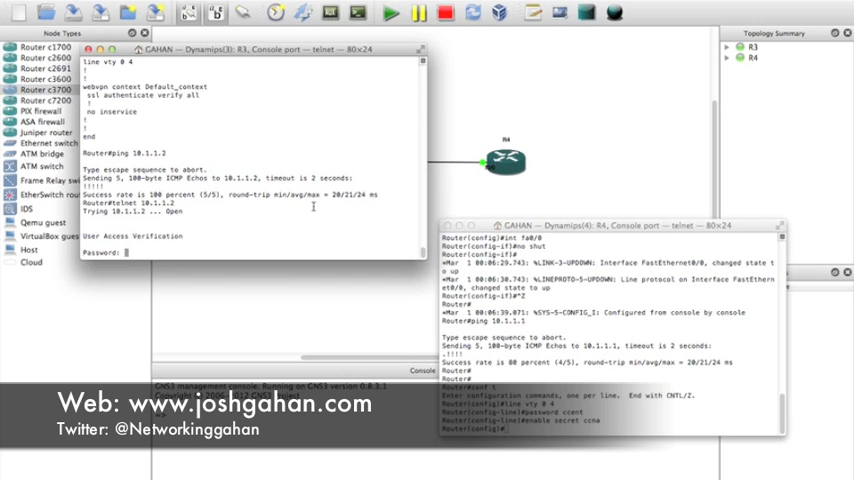 Node Types
Router c1700
Router c2600
Router c2691
Router c3600
Router c3700
Router c7200
PIX firewall
ASA firewall
Juniper router
Ethernet switch
ATM bridge
ATM switch
Frame Relay sw
EtherSwitch rout
IDS
Qemu guest
VirtualBox guest
Host
Cloud
GAHAN — Dynamips(3): R3, Console port — telnet — 80×24
line vty 0 4
!
!
webvpn context Default_context
ssl authenticate verify all
!
no inservice
!
!
end
Router#ping 10.1.1.2
Type escape sequence to abort.
Sending 5, 100-byte ICMP Echos to 10.1.1.2, timeout is 2 seconds:
!!!!!
Success rate is 100 percent (5/5), round-trip min/avg/max = 20/21/24 ms
Router#telnet 10.1.1.2
Trying 10.1.1.2 ... Open
User Access Verification
Password:
R4
Topology Summary
R3
R4
GAHAN — Dynamips(4): R4, Console port — telnet — 80×24
Router(config)#int fa0/0
Router(config-if)#no shut
Router(config-if)#
*Mar 1 00:06:29.743: %LINK-3-UPDOWN: Interface FastEthernet0/0, changed state t
o up
*Mar 1 00:06:30.743: %LINEPROTO-5-UPDOWN: Line protocol on Interface FastEthern
et0/0, changed state to up
Router(config-if)#^Z
Router#
*Mar 1 00:06:39.071: %SYS-5-CONFIG_I: Configured from console by console
Router#ping 10.1.1.1
Type escape sequence to abort.
Sending 5, 100-byte ICMP Echos to 10.1.1.1, timeout is 2 seconds:
.!!!!
Success rate is 80 percent (4/5), round-trip min/avg/max = 20/21/24 ms
Router#
Router#
Router#conf t
Enter configuration commands, one per line. End with CNTL/Z.
Router(config)#line vty 0 4
Router(config-line)#password ccent
Router(config-line)#enable secret ccna
Router(config)#
Console
GNS3 management console. Running on GNS3 version 0.8.3.1
Web: www.joshgahan.com
Twitter: @Networkinggahan